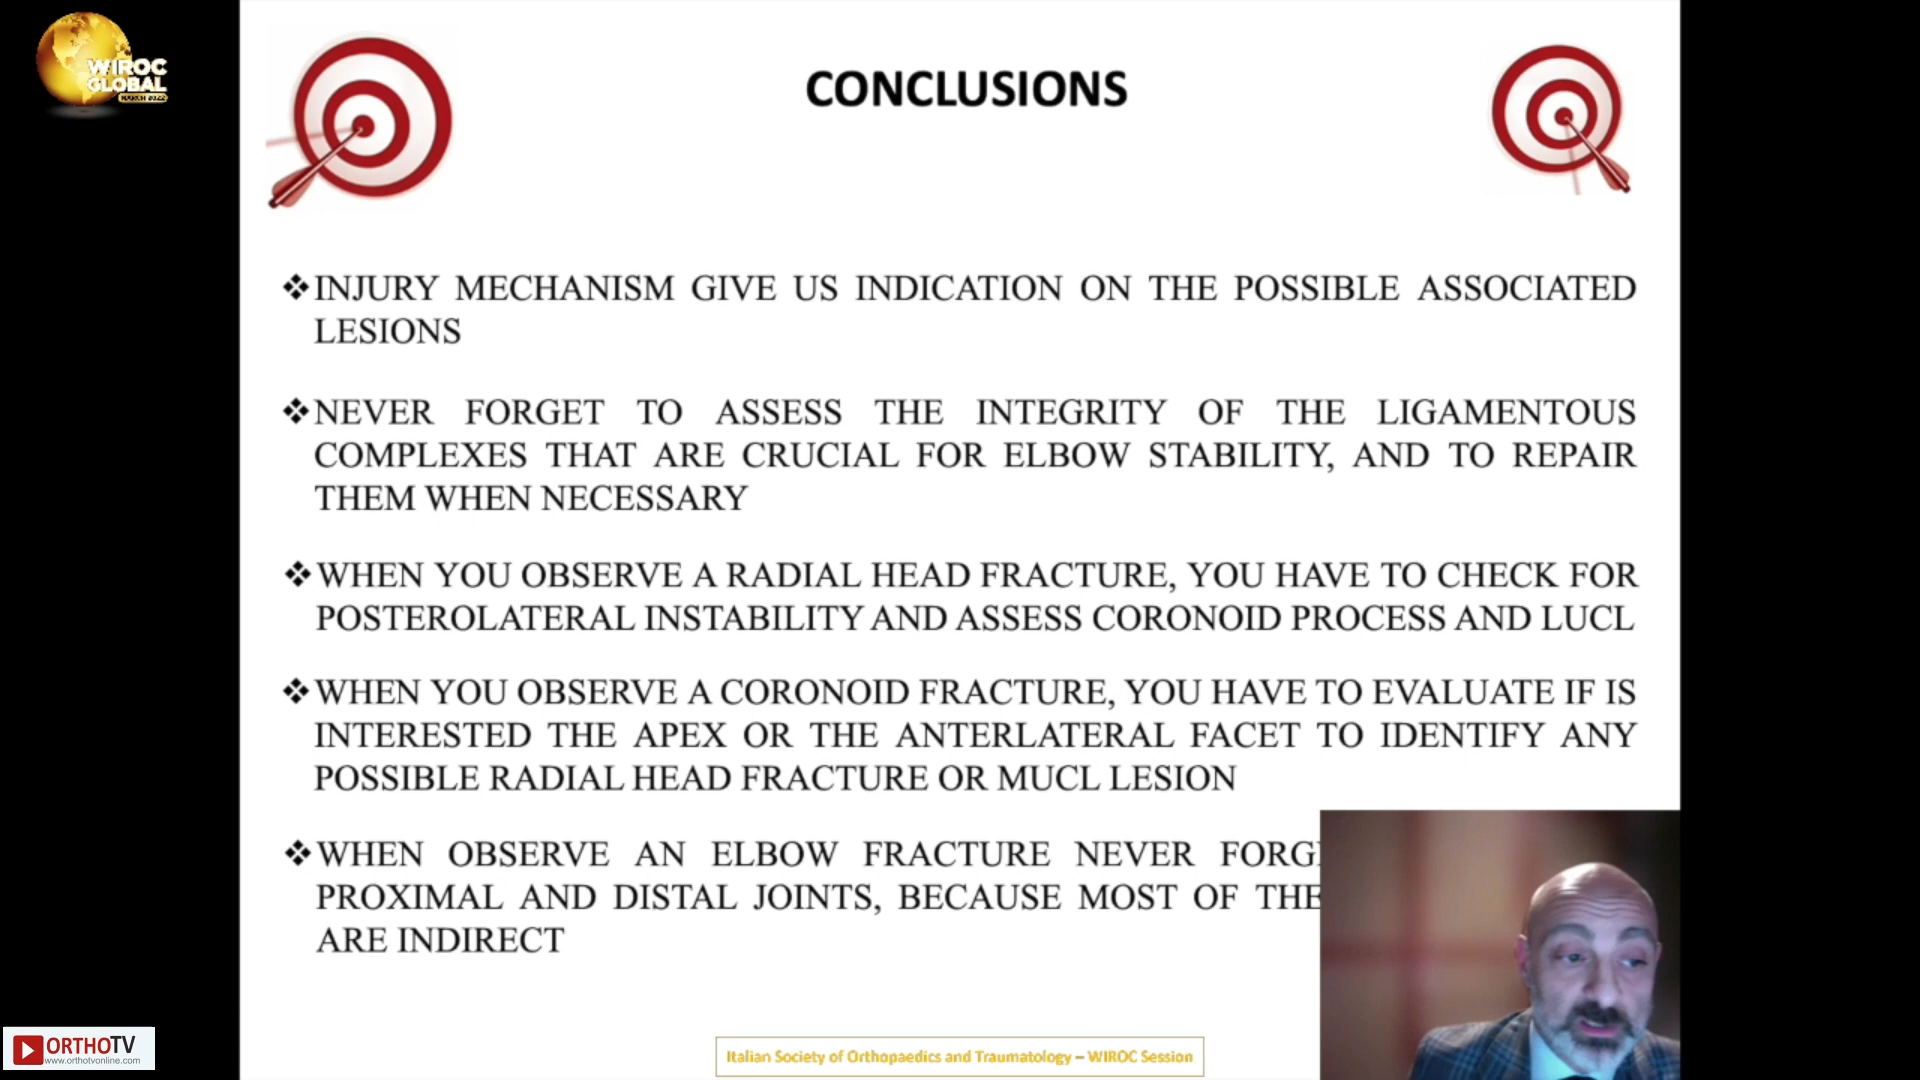 WIROC
GLOBAL
MARCH 2022
CONCLUSIONS
❖INJURY MECHANISM GIVE US INDICATION ON THE POSSIBLE ASSOCIATED
LESIONS
❖NEVER FORGET TO ASSESS THE INTEGRITY OF THE LIGAMENTOUS
COMPLEXES THAT ARE CRUCIAL FOR ELBOW STABILITY, AND TO REPAIR
THEM WHEN NECESSARY
❖WHEN YOU OBSERVE A RADIAL HEAD FRACTURE, YOU HAVE TO CHECK FOR
POSTEROLATERAL INSTABILITY AND ASSESS CORONOID PROCESS AND LUCL
❖WHEN YOU OBSERVE A CORONOID FRACTURE, YOU HAVE TO EVALUATE IF IS
INTERESTED THE APEX OR THE ANTERLATERAL FACET TO IDENTIFY ANY
POSSIBLE RADIAL HEAD FRACTURE OR MUCL LESION
❖WHEN OBSERVE AN ELBOW FRACTURE NEVER
PROXIMAL AND DISTAL JOINTS, BECAUSE MOST OF THE
ARE INDIRECT
ORTHOTV
www.orthotvonline.com
Italian Society of Orthopaedics and Traumatology – WIROC Session